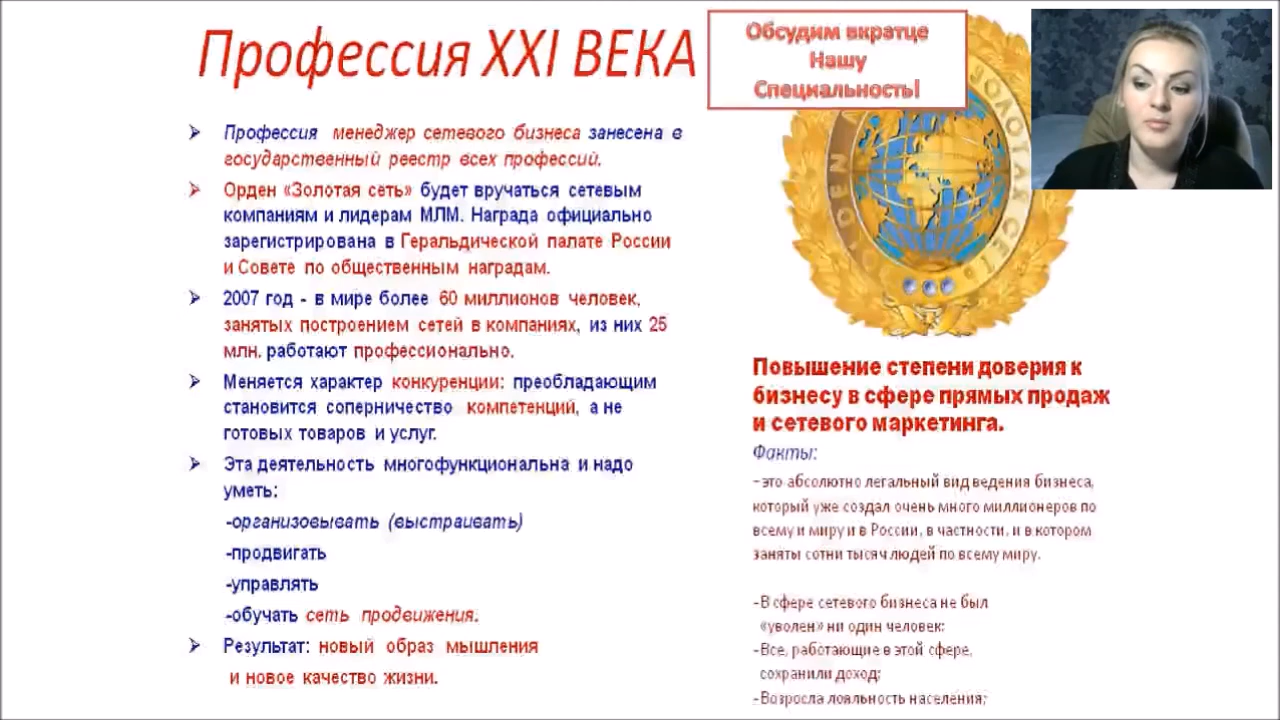 Профессия XXI ВЕКА
Обсудим вкратце
Нашу
Специальность!
Профессия менеджер сетевого бизнеса занесена в
государственный реестр всех профессий.
Орден «Золотая сеть» будет вручаться сетевым
компаниям и лидерам МЛМ. Награда официально
зарегистрирована в Геральдической палате России
и Совете по общественным наградам.
2007 год - в мире более 60 миллионов человек,
занятых построением сетей в компаниях, из них 25
млн. работают профессионально.
Меняется характер конкуренции: преобладающим
становится соперничество компетенций, а не
готовых товаров и услуг.
Эта деятельность многофункциональна и надо
уметь:
-организовывать (выстраивать)
-продвигать
-управлять
-обучать сеть продвижения.
Результат: новый образ мышления
и новое качество жизни.
ЗОЛОТАЯ СЕТЬ
Повышение степени доверия к
бизнесу в сфере прямых продаж
и сетевого маркетинга.
Факты:
-это абсолютно легальный вид ведения бизнеса,
который уже создал очень много миллионеров по
всему и миру и в России, в частности, и в котором
заняты сотни тысяч людей по всему миру.
-В сфере сетевого бизнеса не был
«уволен» ни один человек;
-Все, работающие в этой сфере,
сохранили доход;
-Возросла лояльность населения;